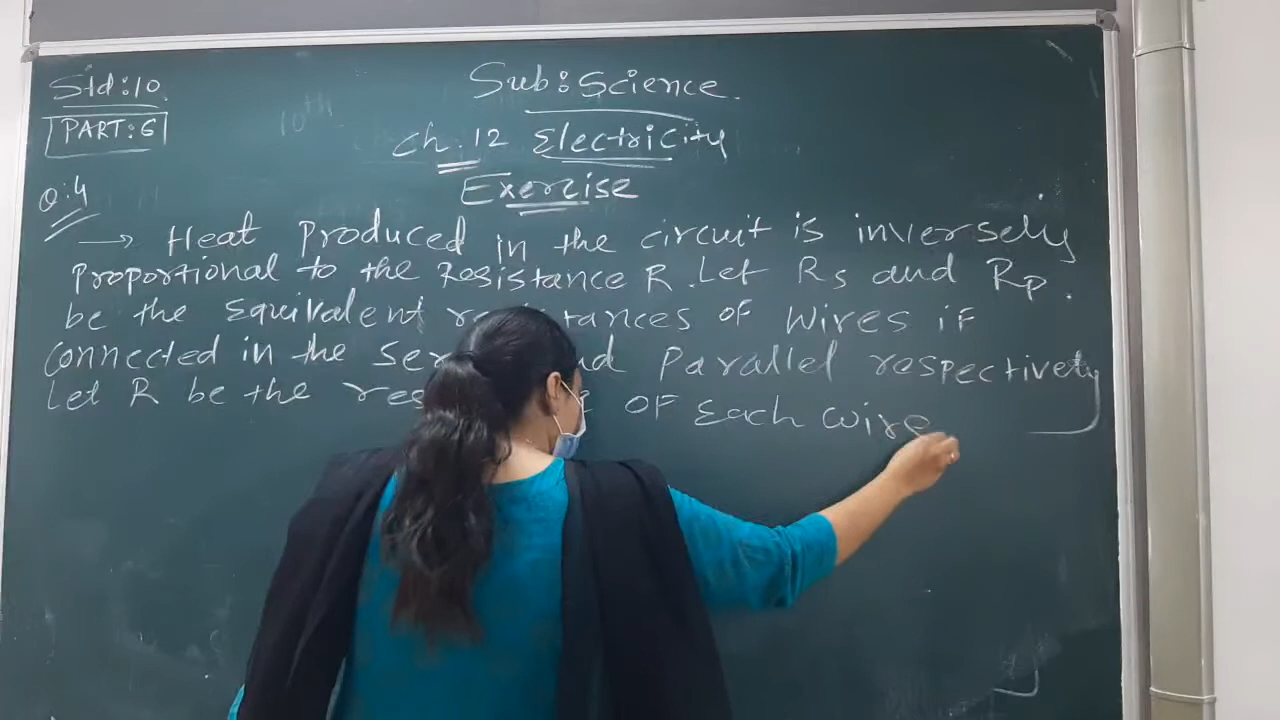 Std:10.
PART:6
10th
Sub:Science.
Ch.12 Electricity
Exercise
Q:4
→ Heat Produced in the circuit is inversely
Proportional to the Resistance R. Let Rs and Rp.
be the Equivalent of Wires if
Connected in the Parallel respectively
Let R be the OF Each wire